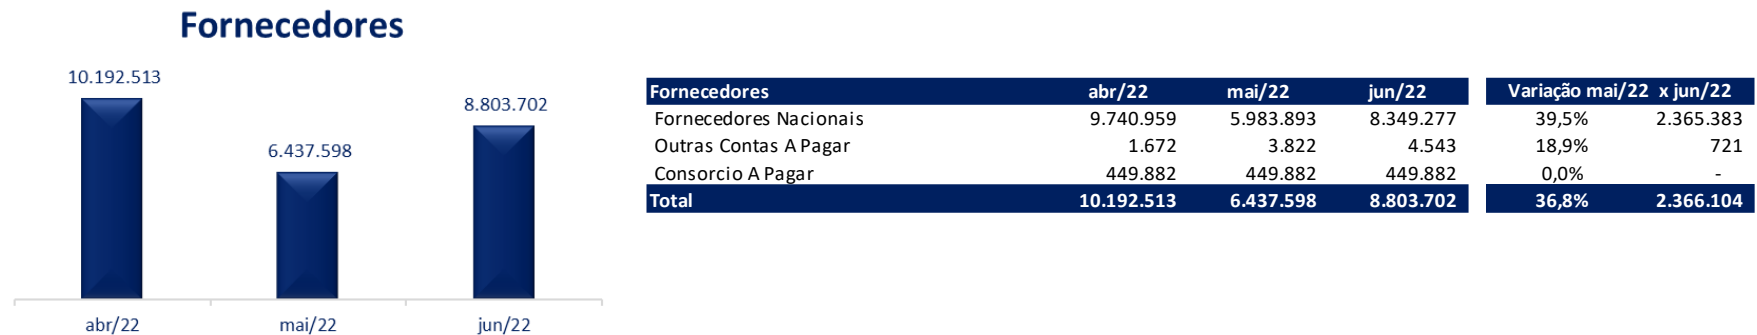 Fornecedores
10.192.513
6.437.598
8.803.702
abr/22 mai/22 jun/22
Fornecedores abr/22 mai/22 jun/22 Variação mai/22 x jun/22
Fornecedores Nacionais 9.740.959 5.983.893 8.349.277 39,5% 2.365.383
Outras Contas A Pagar 1.672 3.822 4.543 18,9% 721
Consorcio A Pagar 449.882 449.882 449.882 0,0% -
Total 10.192.513 6.437.598 8.803.702 36,8% 2.366.104